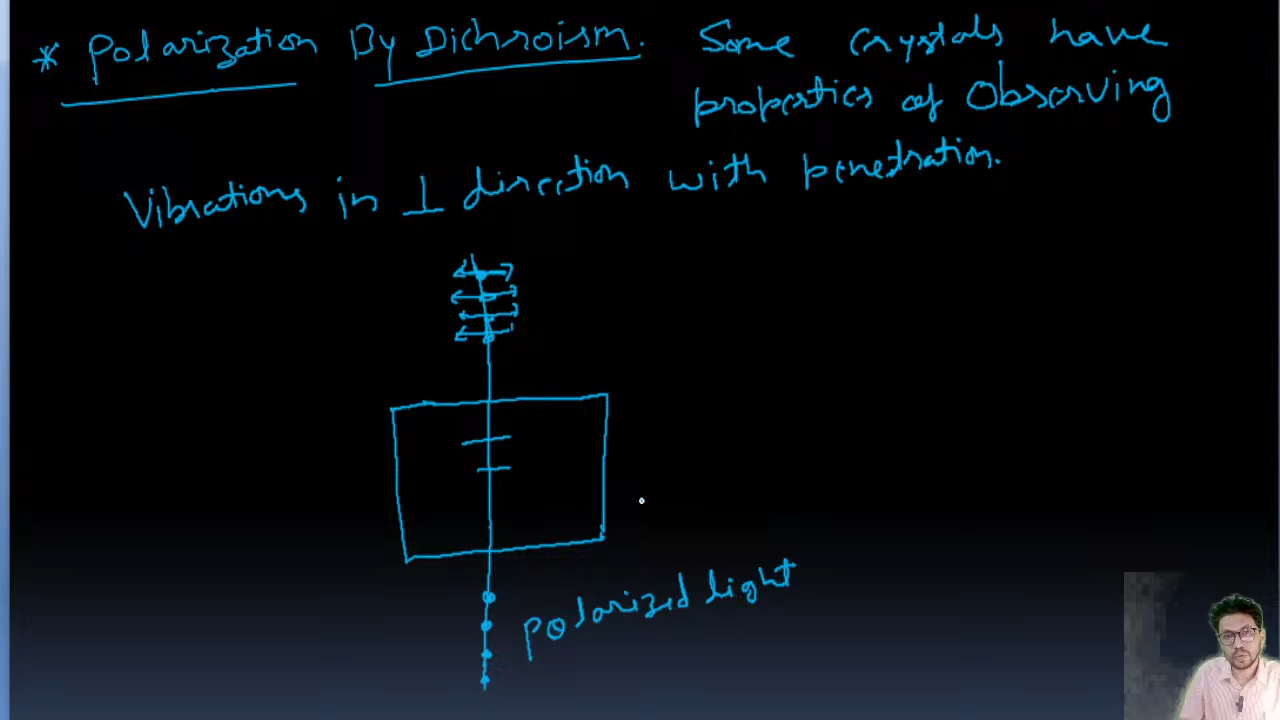 * Polarization By Dichroism. Some crystals have
properties of Observing
Vibrations in ⊥ direction with penetration.
polarized light